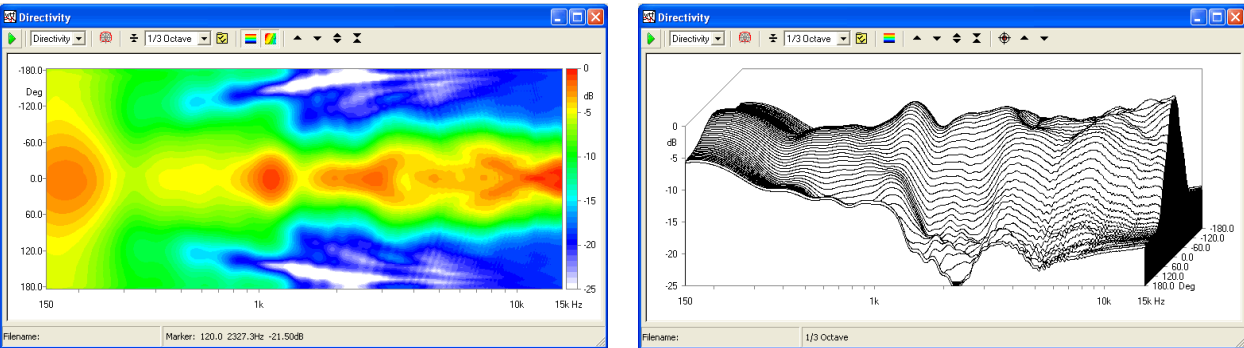 Directivity
Directivity 1/3 Octave
-180.0
Deg
-120.0
-60.0
0.0
60.0
120.0
180.0
150 1k 10k 15k Hz
0
dB
-5
-10
-15
-20
-25
Filename: Marker: 120.0 2327.3Hz -21.50dB
Directivity
Directivity 1/3 Octave
0
dB
-5
-10
-15
-20
-25
150 1k 10k 15k Hz
-180.0
-120.0
-60.0
0.0
60.0
120.0
180.0 Deg
Filename: 1/3 Octave